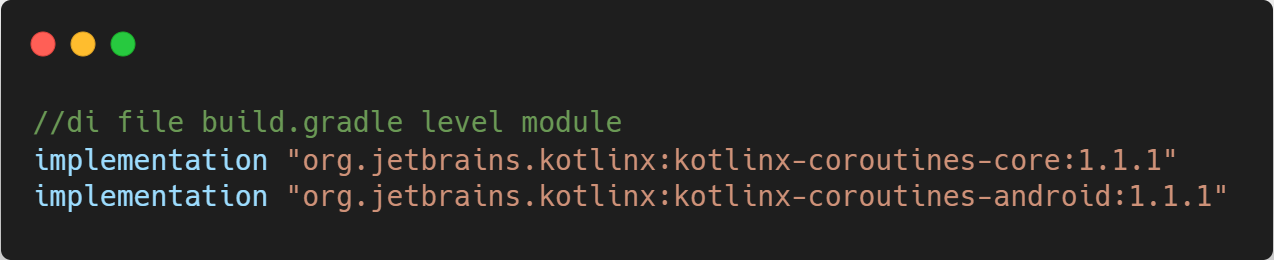 //di file build.gradle level module
implementation "org.jetbrains.kotlinx:kotlinx-coroutines-core:1.1.1"
implementation "org.jetbrains.kotlinx:kotlinx-coroutines-android:1.1.1"